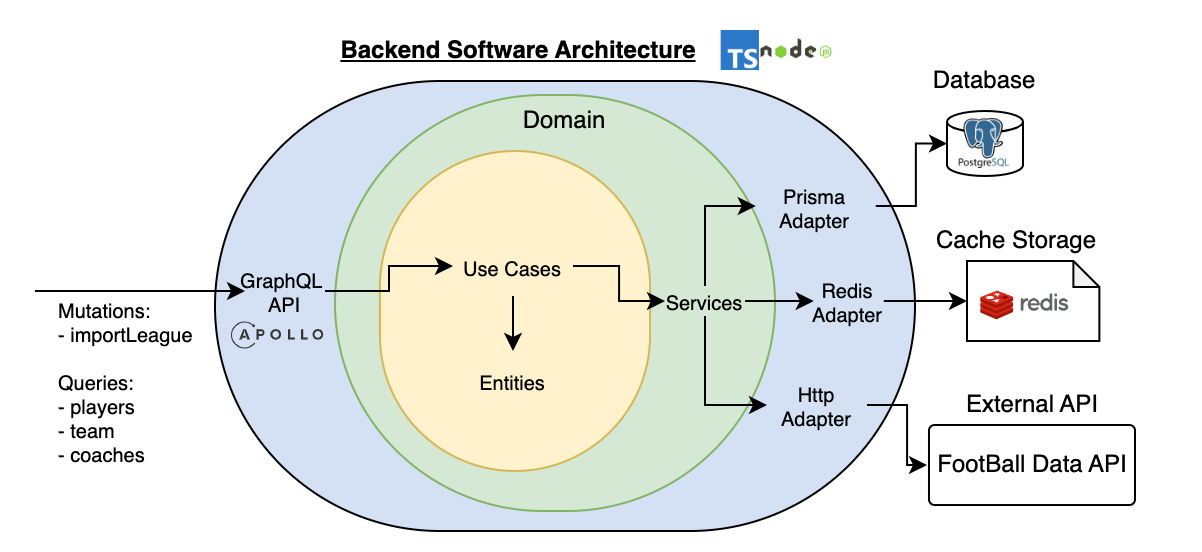 Backend Software Architecture
TS
node
JS
Database
PostgreSQL
Domain
Prisma
Adapter
Cache Storage
redis
GraphQL
API
APOLLO
Use Cases
Services
Redis
Adapter
Entities
Mutations:
- importLeague
Queries:
- players
- team
- coaches
Http
Adapter
External API
FootBall Data API